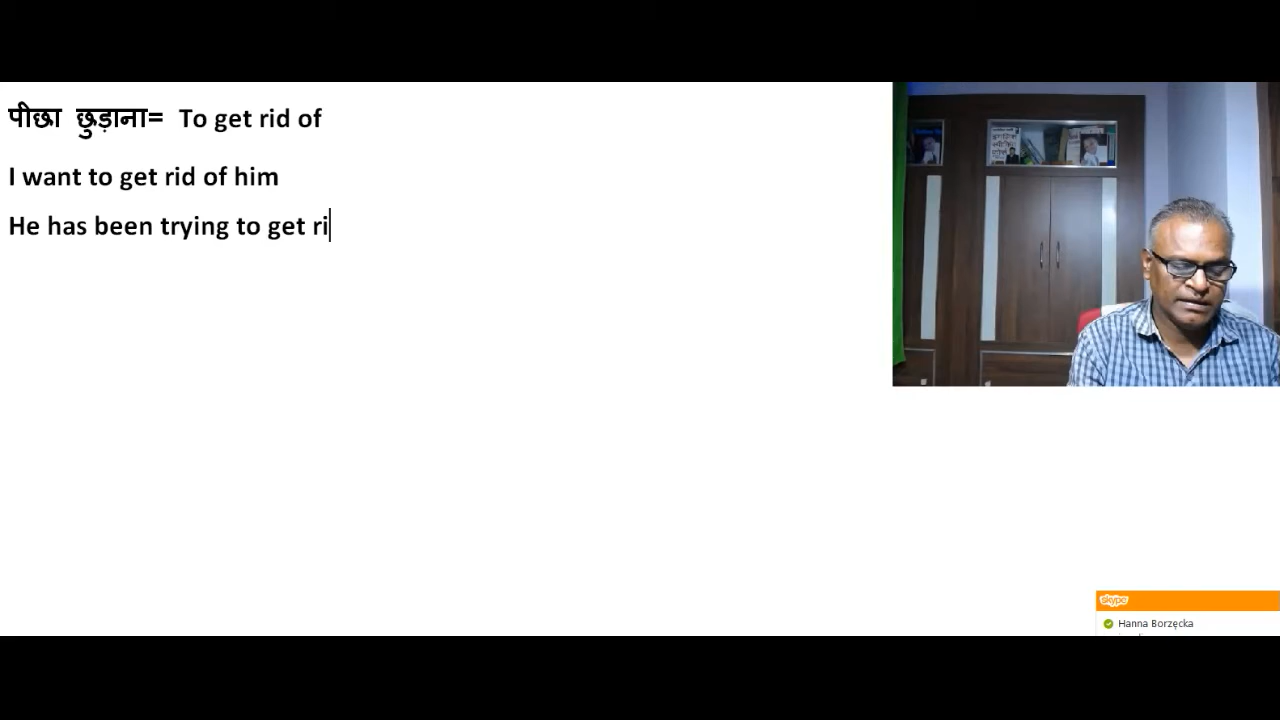 पीछा छुड़ाना= To get rid of
I want to get rid of him
He has been trying to get ri
skype
Hanna Borzęcka